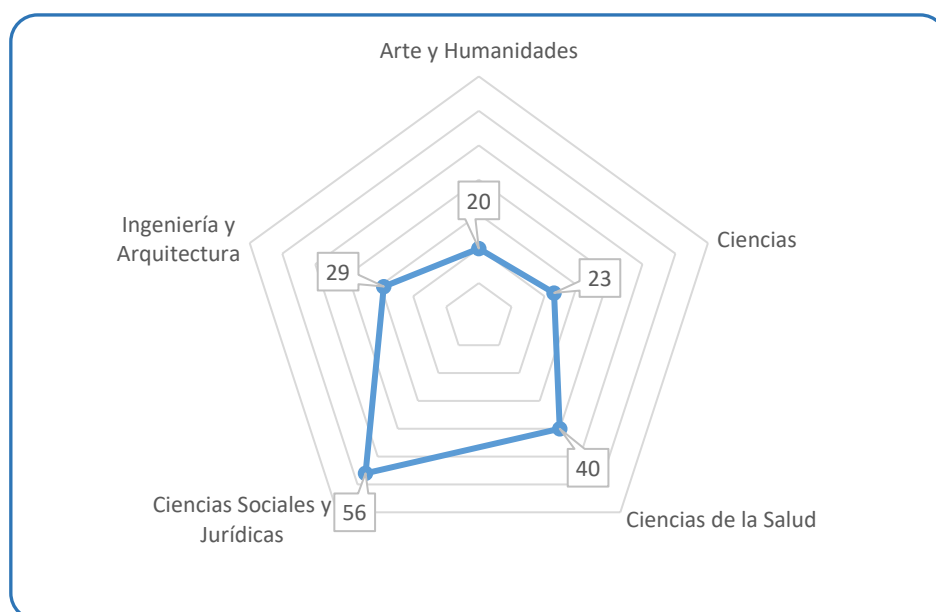 Arte y Humanidades
20
Ciencias
23
Ciencias de la Salud
40
Ciencias Sociales y
Jurídicas
56
Ingeniería y
Arquitectura
29